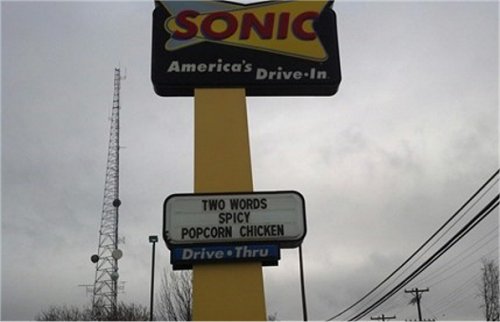 SONIC
America's Drive-In
TWO WORDS
SPICY
POPCORN CHICKEN
Drive•Thru